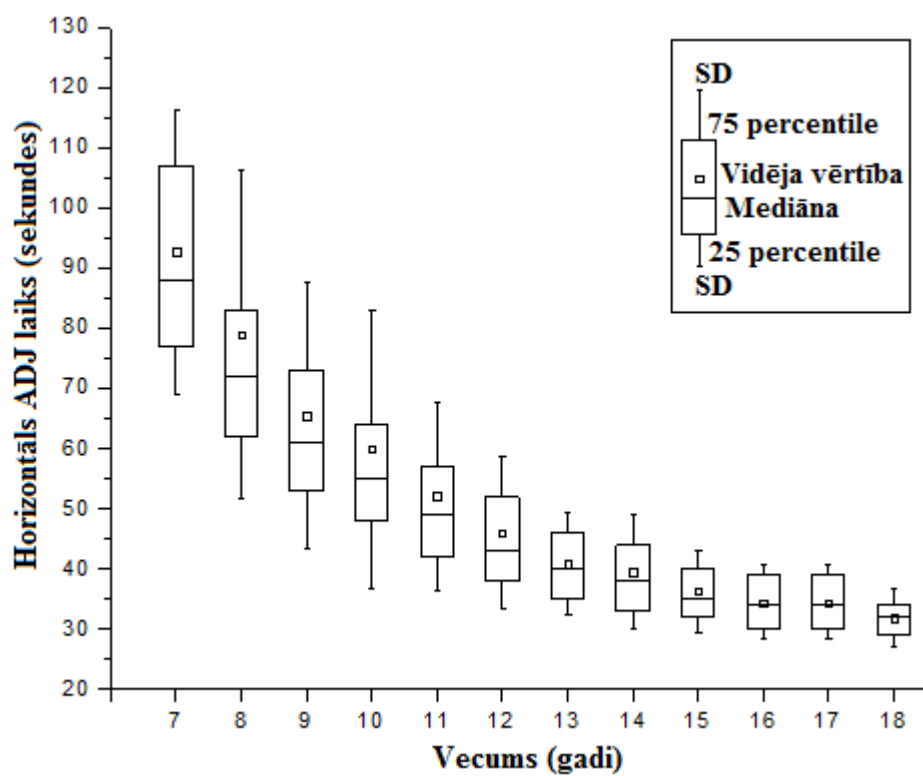 130
120
110
100
90
80
70
60
50
40
30
20
Horizontāls ADJ laiks (sekundes)
SD
75 percentile
Vidēja vērtība
Mediāna
25 percentile
SD
7 8 9 10 11 12 13 14 15 16 17 18
Vecums (gadi)